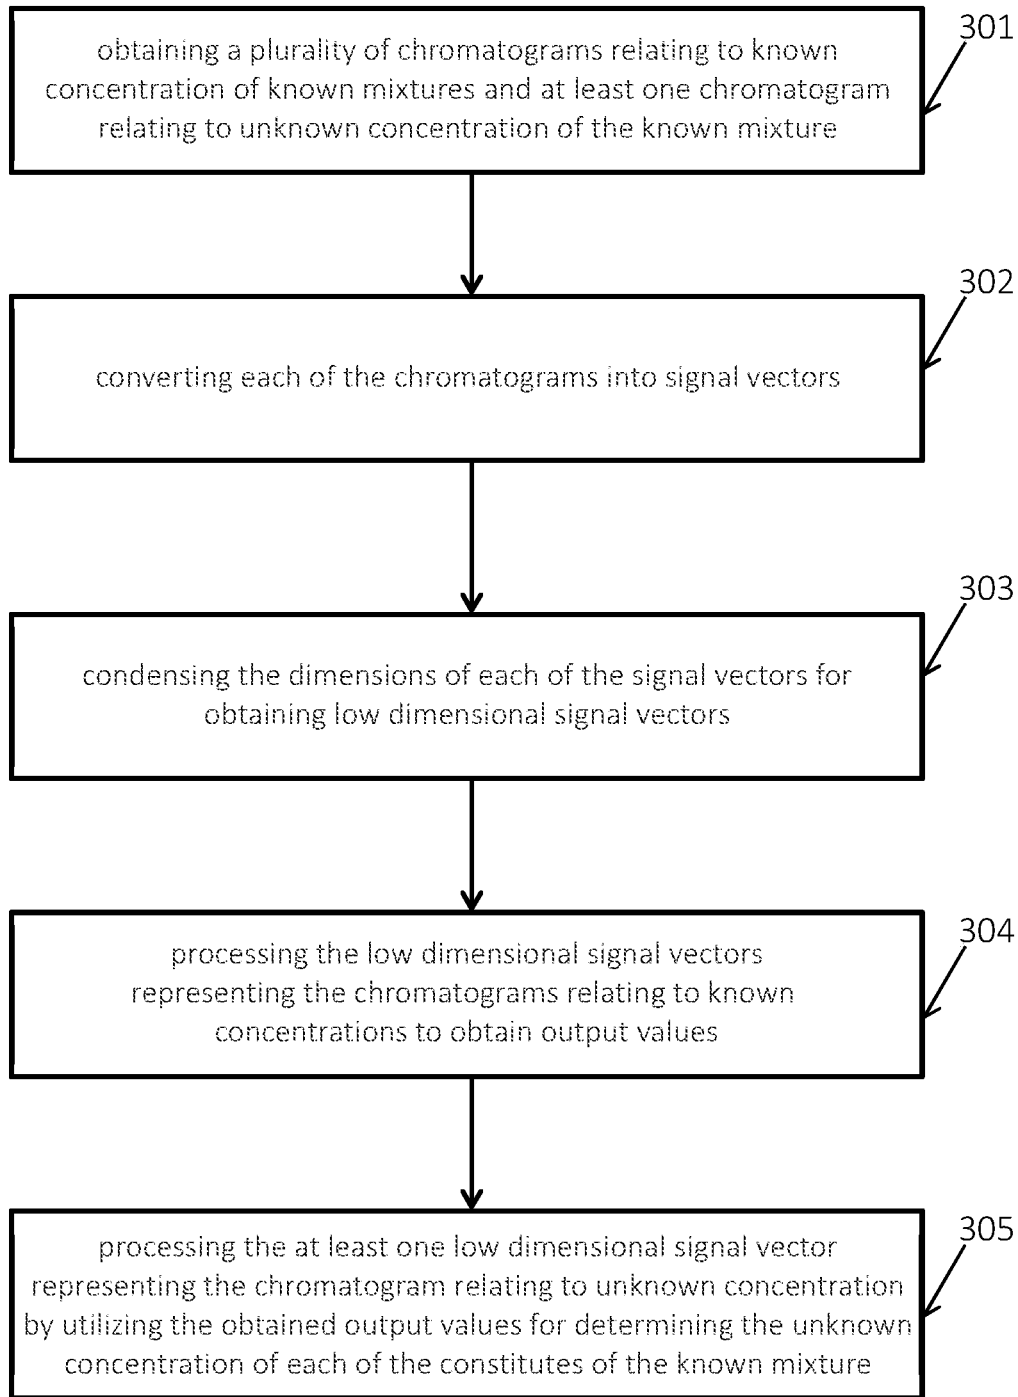 301
obtaining a plurality of chromatograms relating to known
concentration of known mixtures and at least one chromatogram
relating to unknown concentration of the known mixture
302
converting each of the chromatograms into signal vectors
303
condensing the dimensions of each of the signal vectors for
obtaining low dimensional signal vectors
304
processing the low dimensional signal vectors
representing the chromatograms relating to known
concentrations to obtain output values
305
processing the at least one low dimensional signal vector
representing the chromatogram relating to unknown concentration
by utilizing the obtained output values for determining the unknown
concentration of each of the constitutes of the known mixture